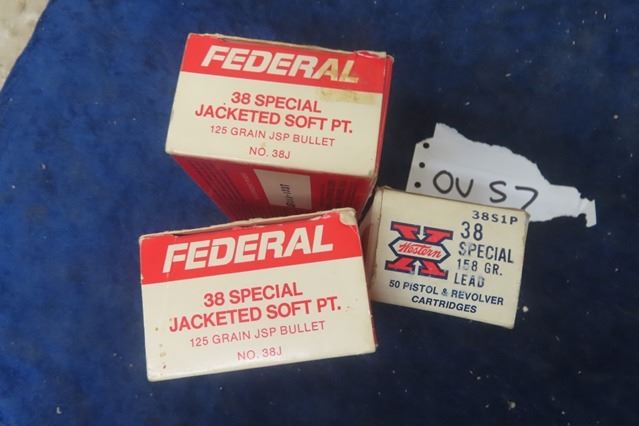 FEDERAL
38 SPECIAL
JACKETED SOFT PT.
125 GRAIN JSP BULLET
NO. 38J
FEDERAL
38 SPECIAL
JACKETED SOFT PT.
125 GRAIN JSP BULLET
NO. 38J
38S1P
X
Western
38
SPECIAL
158 GR.
LEAD
50 PISTOL & REVOLVER
CARTRIDGES
OV S7